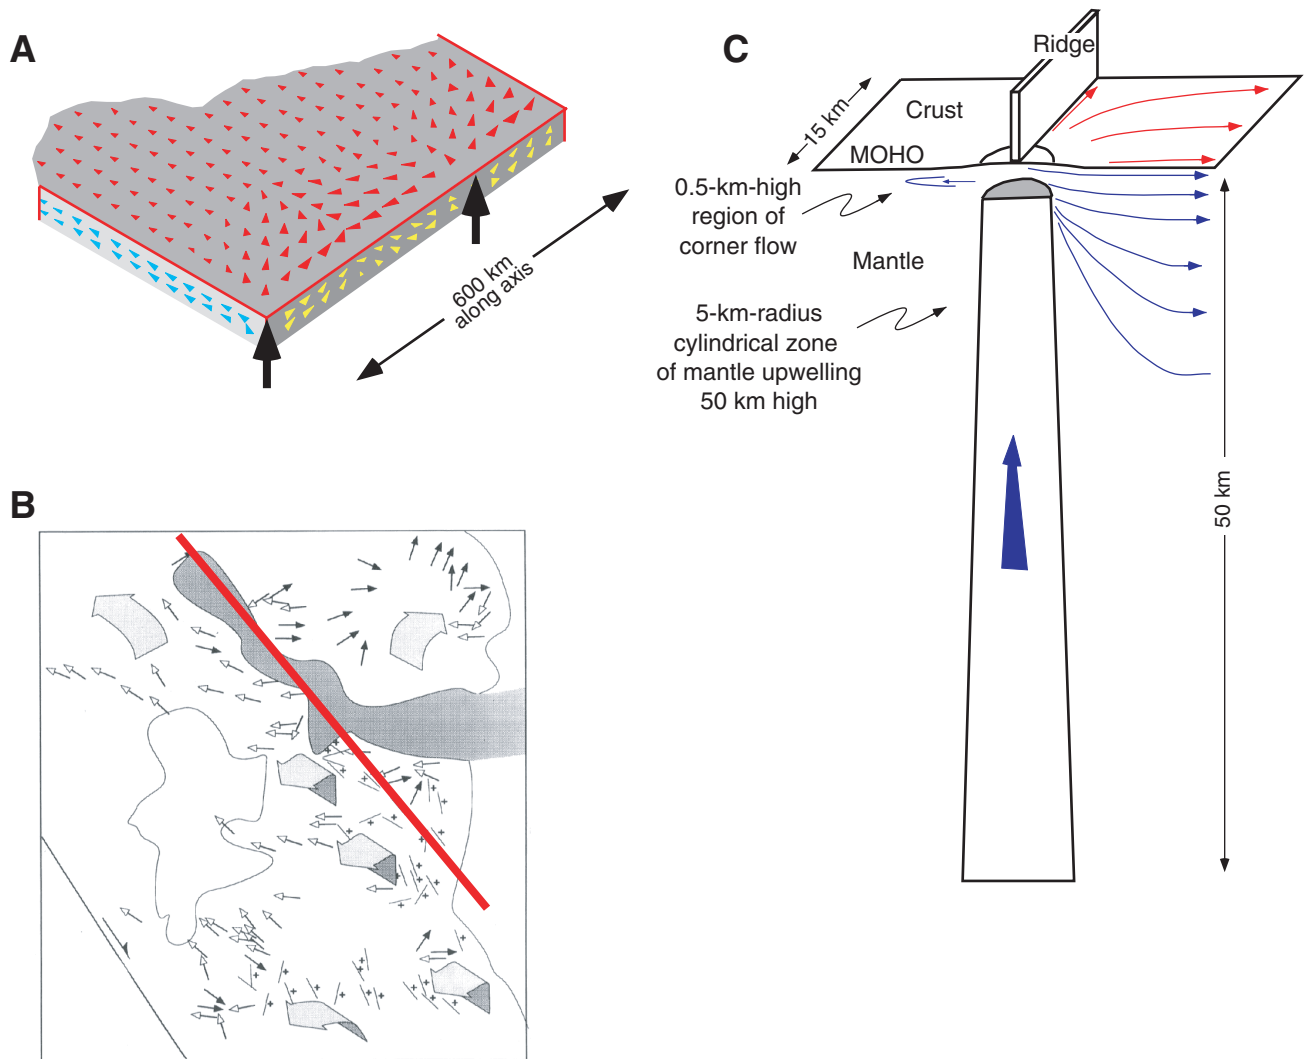 A
600 km
along axis
B
C
Ridge
15 km
Crust
MOHO
0.5-km-high
region of
corner flow
Mantle
5-km-radius
cylindrical zone
of mantle upwelling
50 km high
50 km